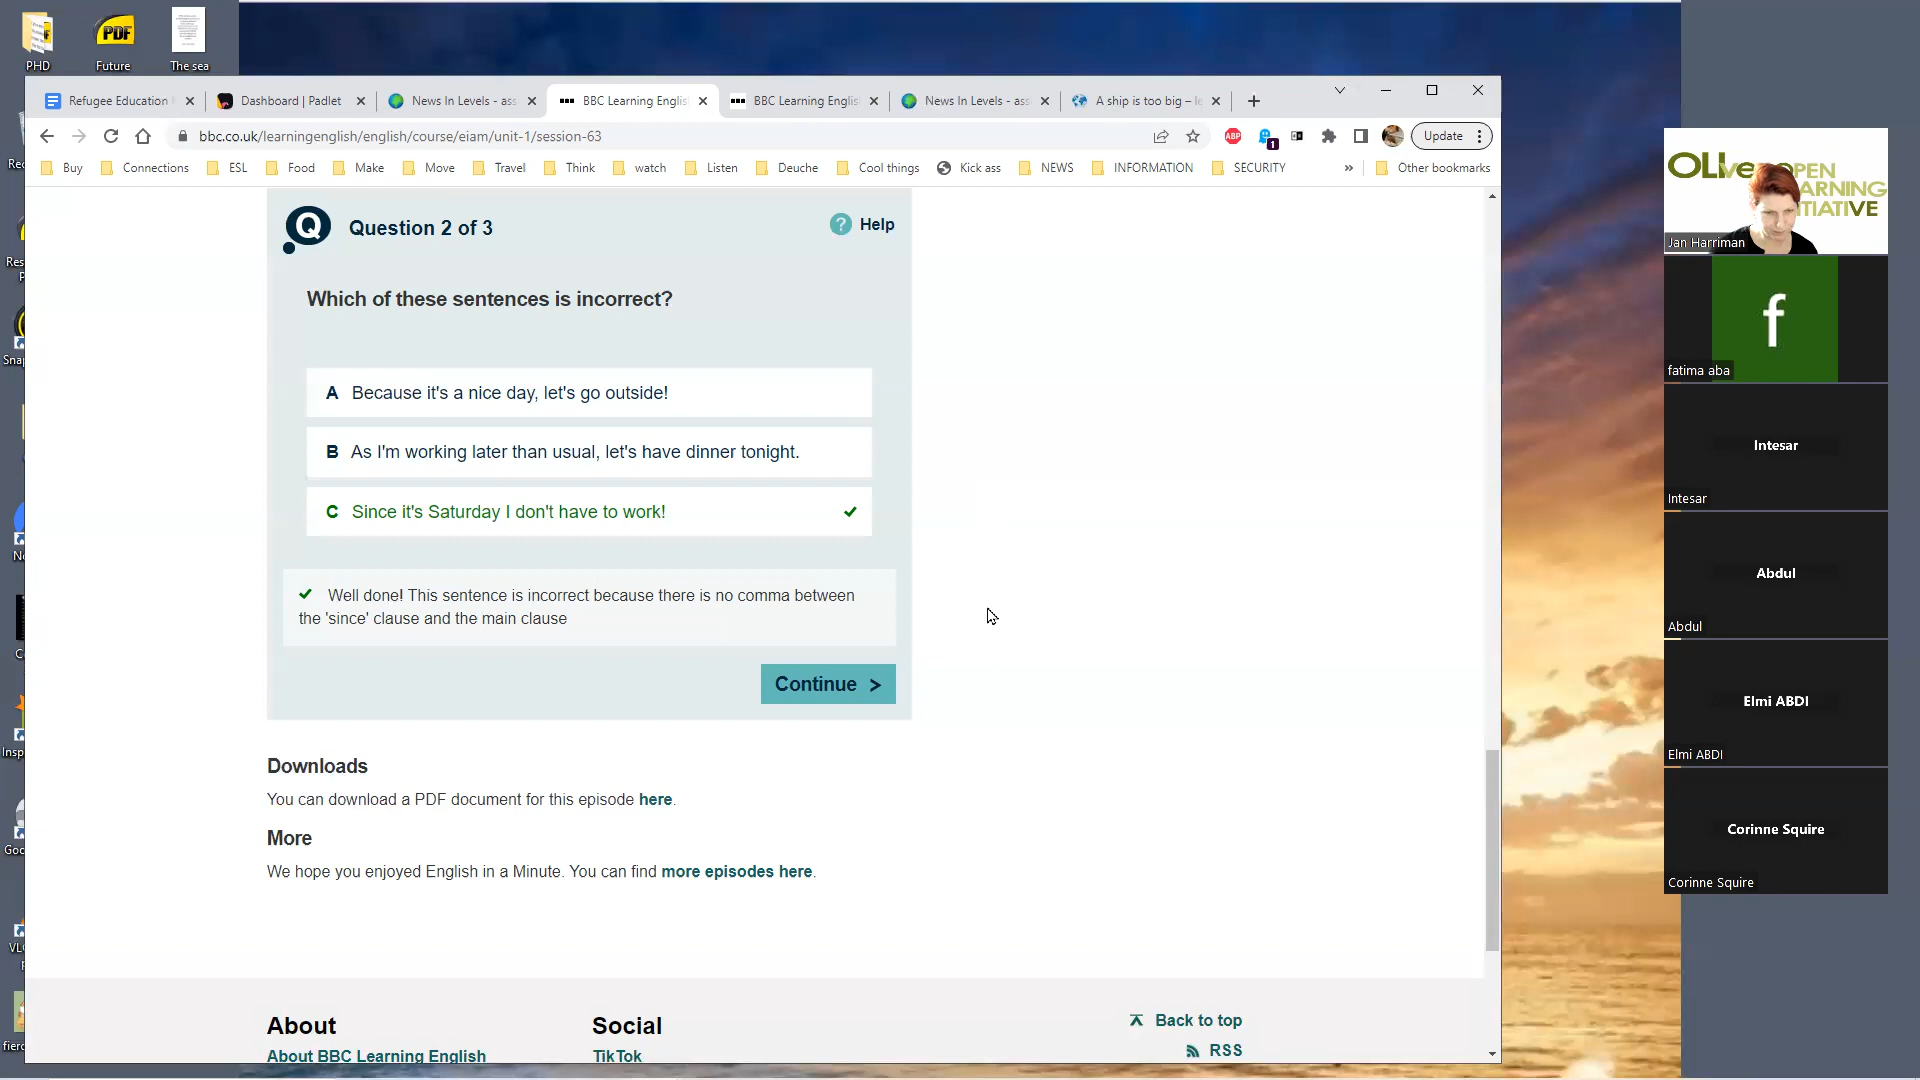 PHD
Future
The sea
Refugee Education
Dashboard | Padlet
News In Levels - ass
BBC Learning Englis
BBC Learning Englis
News In Levels - ass
A ship is too big – le
bbc.co.uk/learningenglish/english/course/eiam/unit-1/session-63
ABP
1
Update
Buy
Connections
ESL
Food
Make
Move
Travel
Think
watch
Listen
Deuche
Cool things
Kick ass
NEWS
INFORMATION
SECURITY
»
Other bookmarks
Q
Question 2 of 3
? Help
Which of these sentences is incorrect?
A Because it's a nice day, let's go outside!
B As I'm working later than usual, let's have dinner tonight.
C Since it's Saturday I don't have to work!
Well done! This sentence is incorrect because there is no comma between
the 'since' clause and the main clause
Continue >
Downloads
You can download a PDF document for this episode here.
More
We hope you enjoyed English in a Minute. You can find more episodes here.
About
Social
Back to top
About BBC Learning English
TikTok
RSS
Jan Harriman
f
fatima aba
Intesar
Intesar
Abdul
Abdul
Elmi ABDI
Elmi ABDI
Corinne Squire
Corinne Squire